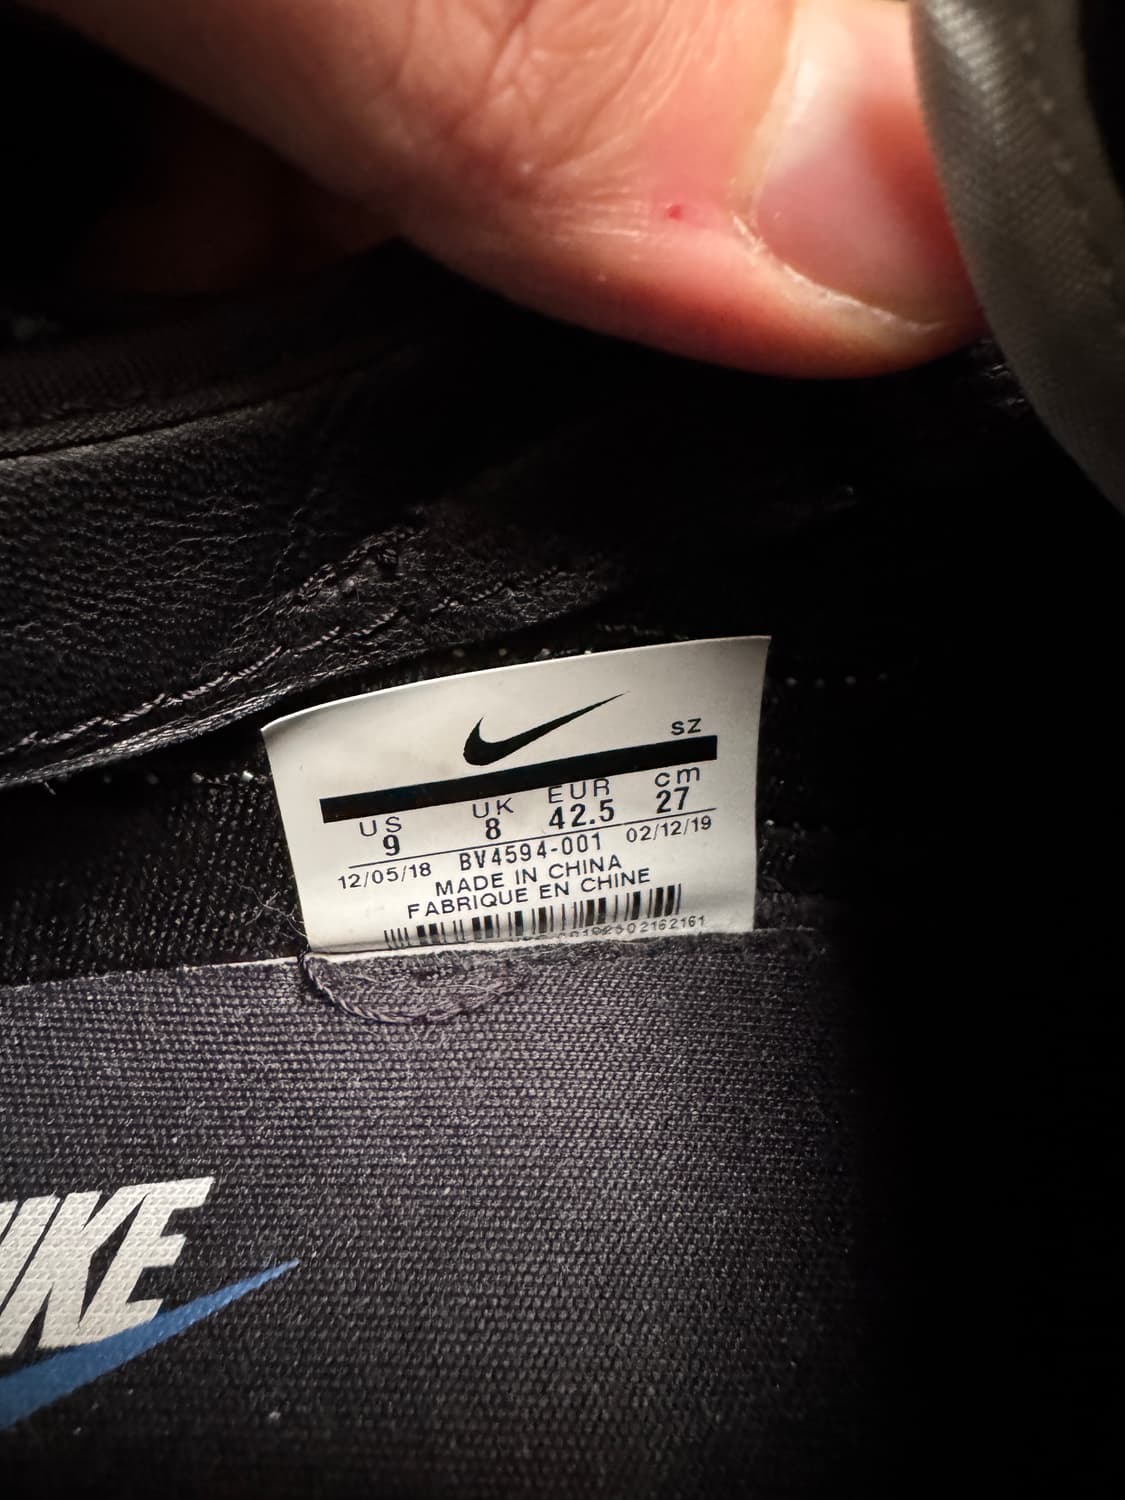 SZ
US UK EUR cm
9 8 42.5 27
12/05/18 BV4594-001 02/12/19
MADE IN CHINA
FABRIQUE EN CHINE